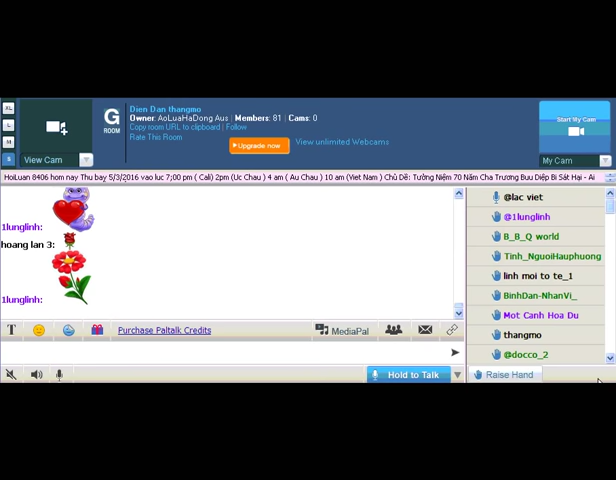 XL
L
M
S
View Cam
G
ROOM
Dien Dan thangmo
Owner: AoLuaHaDong Aus | Members: 81 | Cams: 0
Copy room URL to clipboard | Follow
Rate This Room
Upgrade now
View unlimited Webcams
Start My Cam
My Cam
HoiLuan 8406 hom nay Thu bay 5/3/2016 vao luc 7;00 pm ( Cali) 2pm (Uc Chau ) 4 am ( Au Chau ) 10 am (Viet Nam ) Chủ Đề: Tưởng Niệm 70 Năm Cha Trương Bưu Diệp Bi Sát Hại - Ai
1lunglinh:
hoang lan 3:
1lunglinh:
@lac viet
@1lunglinh
B_B_Q world
Tinh_NguoiHauphuong
linh moi to te_1
BinhDan-NhanVi_
Mot Canh Hoa Du
thangmo
@docco_2
T
Purchase Paltalk Credits
MediaPal
Hold to Talk
Raise Hand